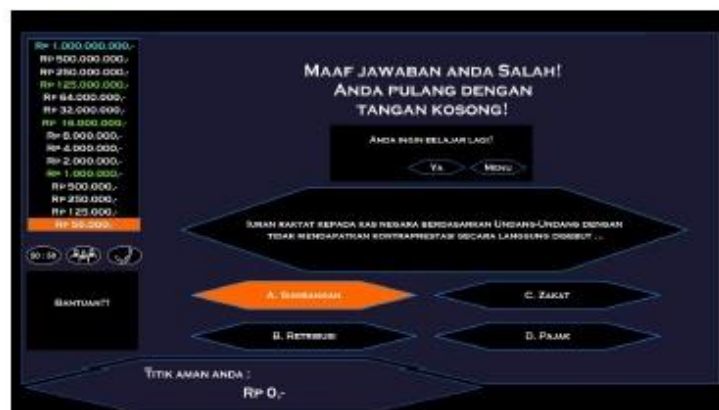 Rp 1.000.000.000,-
Rp 500.000.000,-
Rp 250.000.000,-
Rp 125.000.000,-
Rp 64.000.000,-
Rp 32.000.000,-
Rp 16.000.000,-
Rp 8.000.000,-
Rp 4.000.000,-
Rp 2.000.000,-
Rp 1.000.000,-
Rp 500.000,-
Rp 250.000,-
Rp 125.000,-
Rp 50.000,-
50:50
Bantuan??
Maaf jawaban anda Salah!
Anda pulang dengan
tangan kosong!
Anda ingin belajar lagi?
Ya
Menu
Iuran rakyat kepada kas negara berdasarkan Undang-Undang dengan
tidak mendapatkan kontraprestasi secara langsung disebut ...
A. Sumbangan
C. Zakat
B. Retribusi
D. Pajak
Titik aman anda :
Rp 0,-